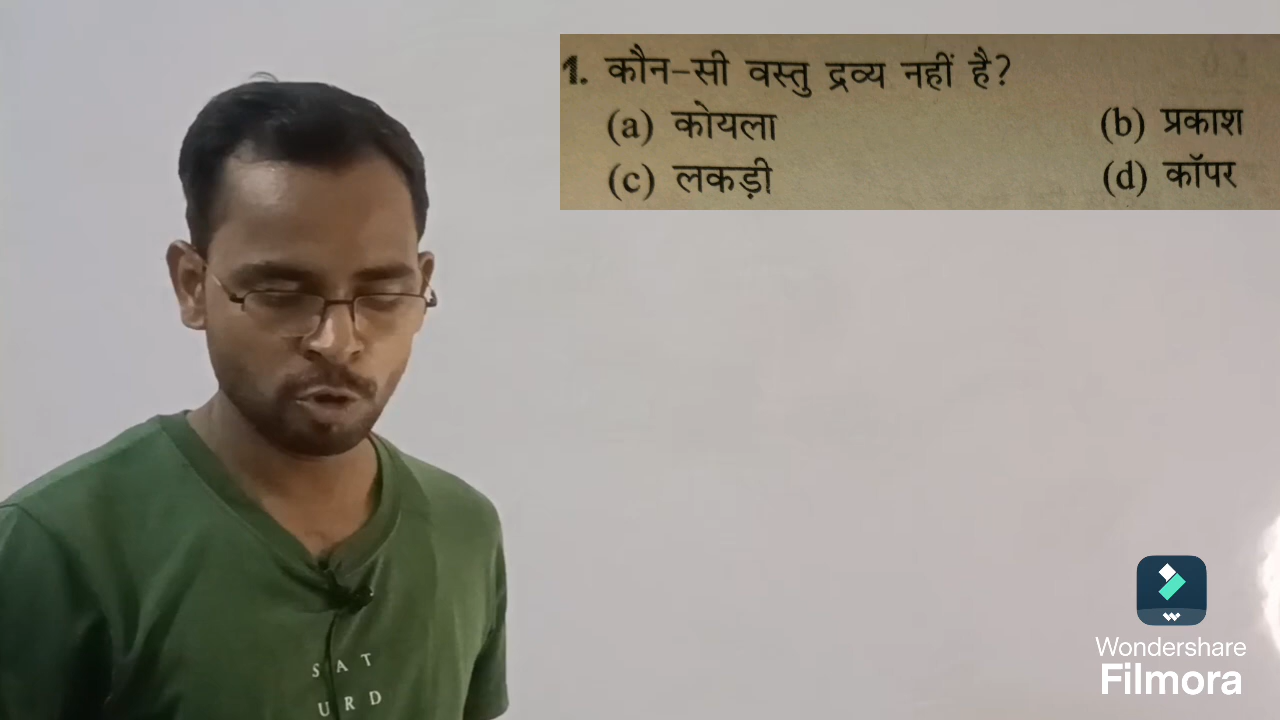 1. कौन-सी वस्तु द्रव्य नहीं है?
(a) कोयला (b) प्रकाश
(c) लकड़ी (d) कॉपर
S A T
U R D
Wondershare
Filmora